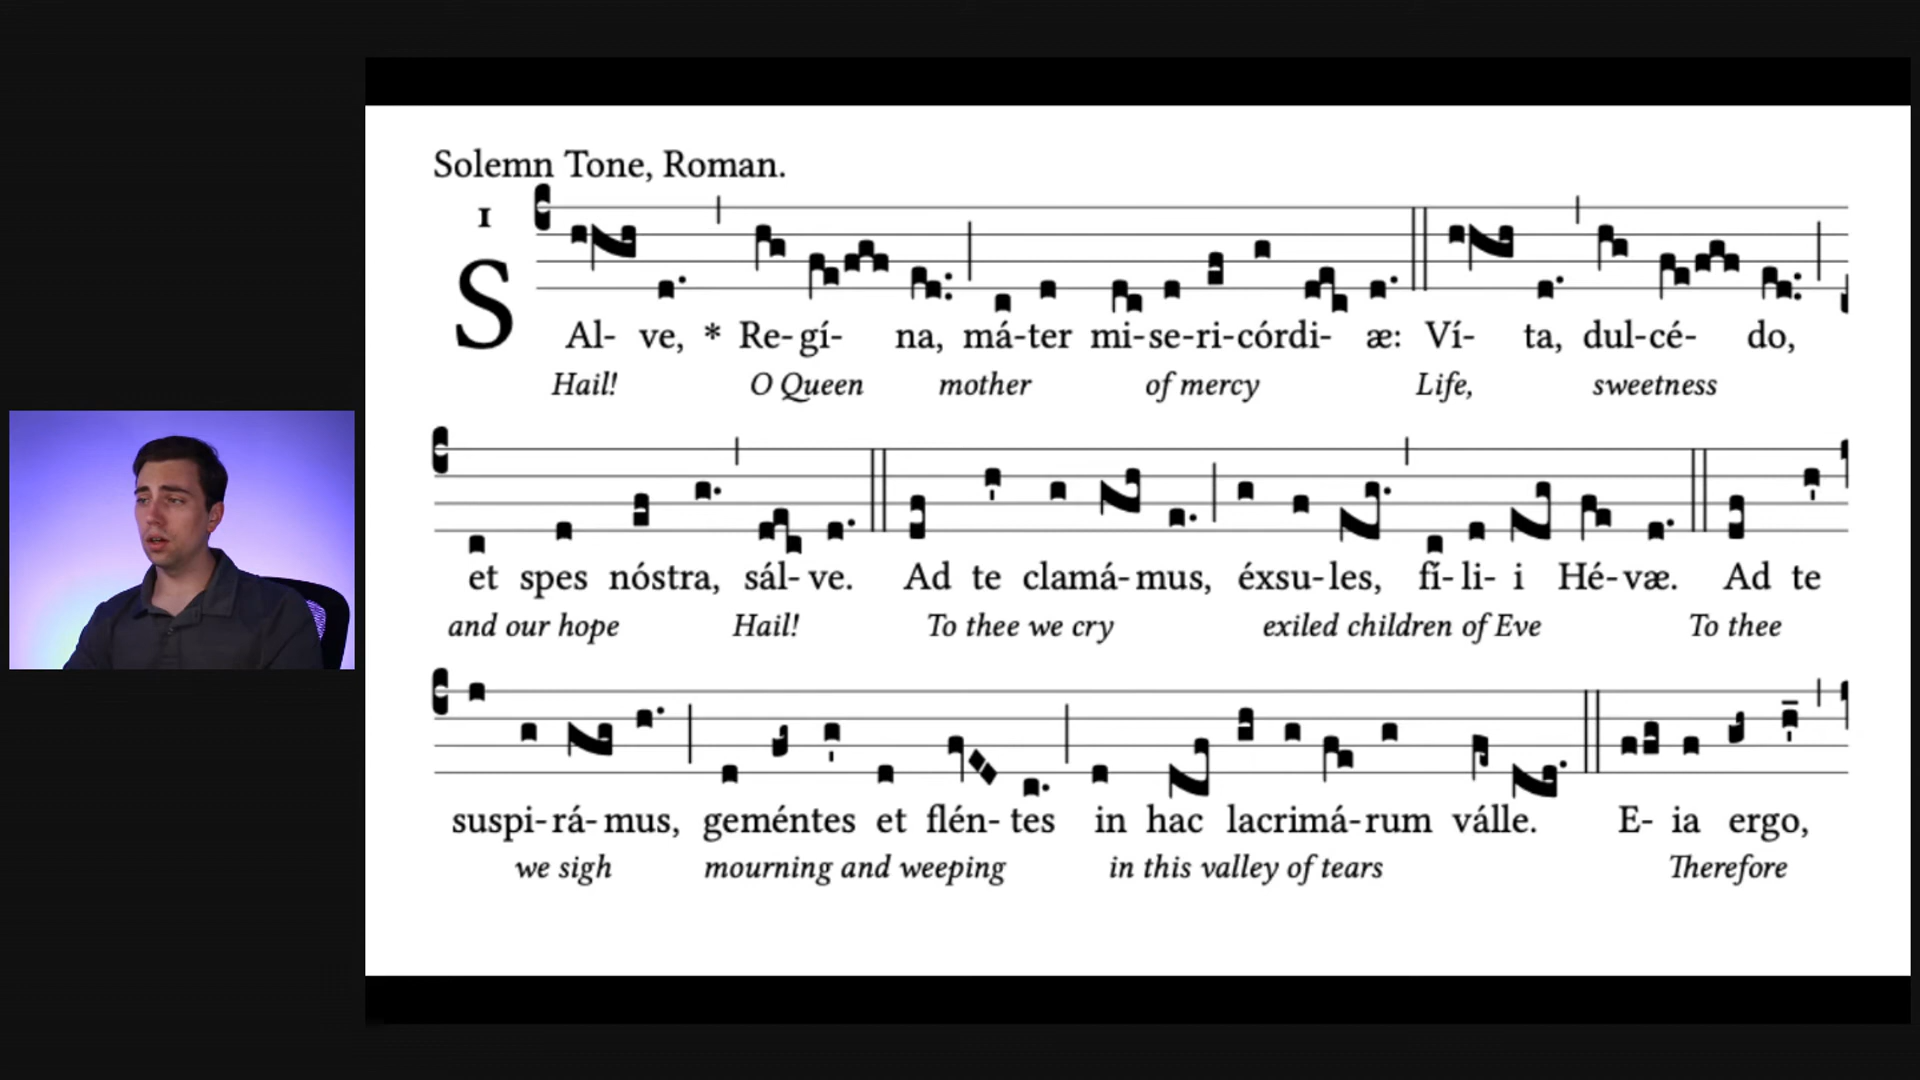 Solemn Tone, Roman.
1
SAl- ve, * Re-gí- na, má-ter mi-se-ri-córdi- æ: Ví- ta, dul-cé- do,
Hail! O Queen mother of mercy Life, sweetness
et spes nóstra, sál- ve. Ad te clamá-mus, éxsu-les, fí-li- i Hé-væ. Ad te
and our hope Hail! To thee we cry exiled children of Eve To thee
suspi-rá-mus, geméntes et flén-tes in hac lacrimá-rum válle. E- ia ergo,
we sigh mourning and weeping in this valley of tears Therefore